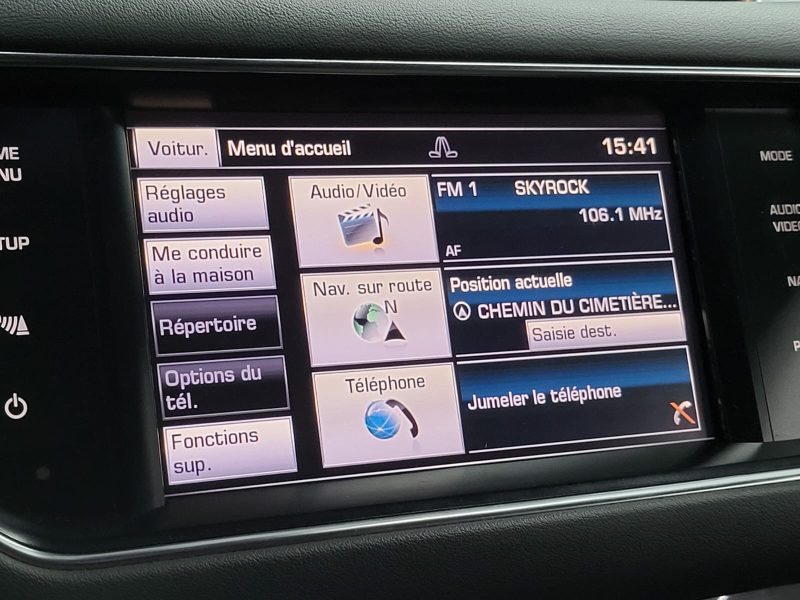 Voitur. Menu d'accueil 15:41
Réglages
audio
Me conduire
à la maison
Répertoire
Options du
tél.
Fonctions
sup.
Audio/Vidéo
Nav. sur route
N
Téléphone
FM 1 SKYROCK
106.1 MHz
AF
Position actuelle
CHEMIN DU CIMETIÈRE...
Saisie dest.
Jumeler le téléphone
MODE
AUDIO
VIDEO